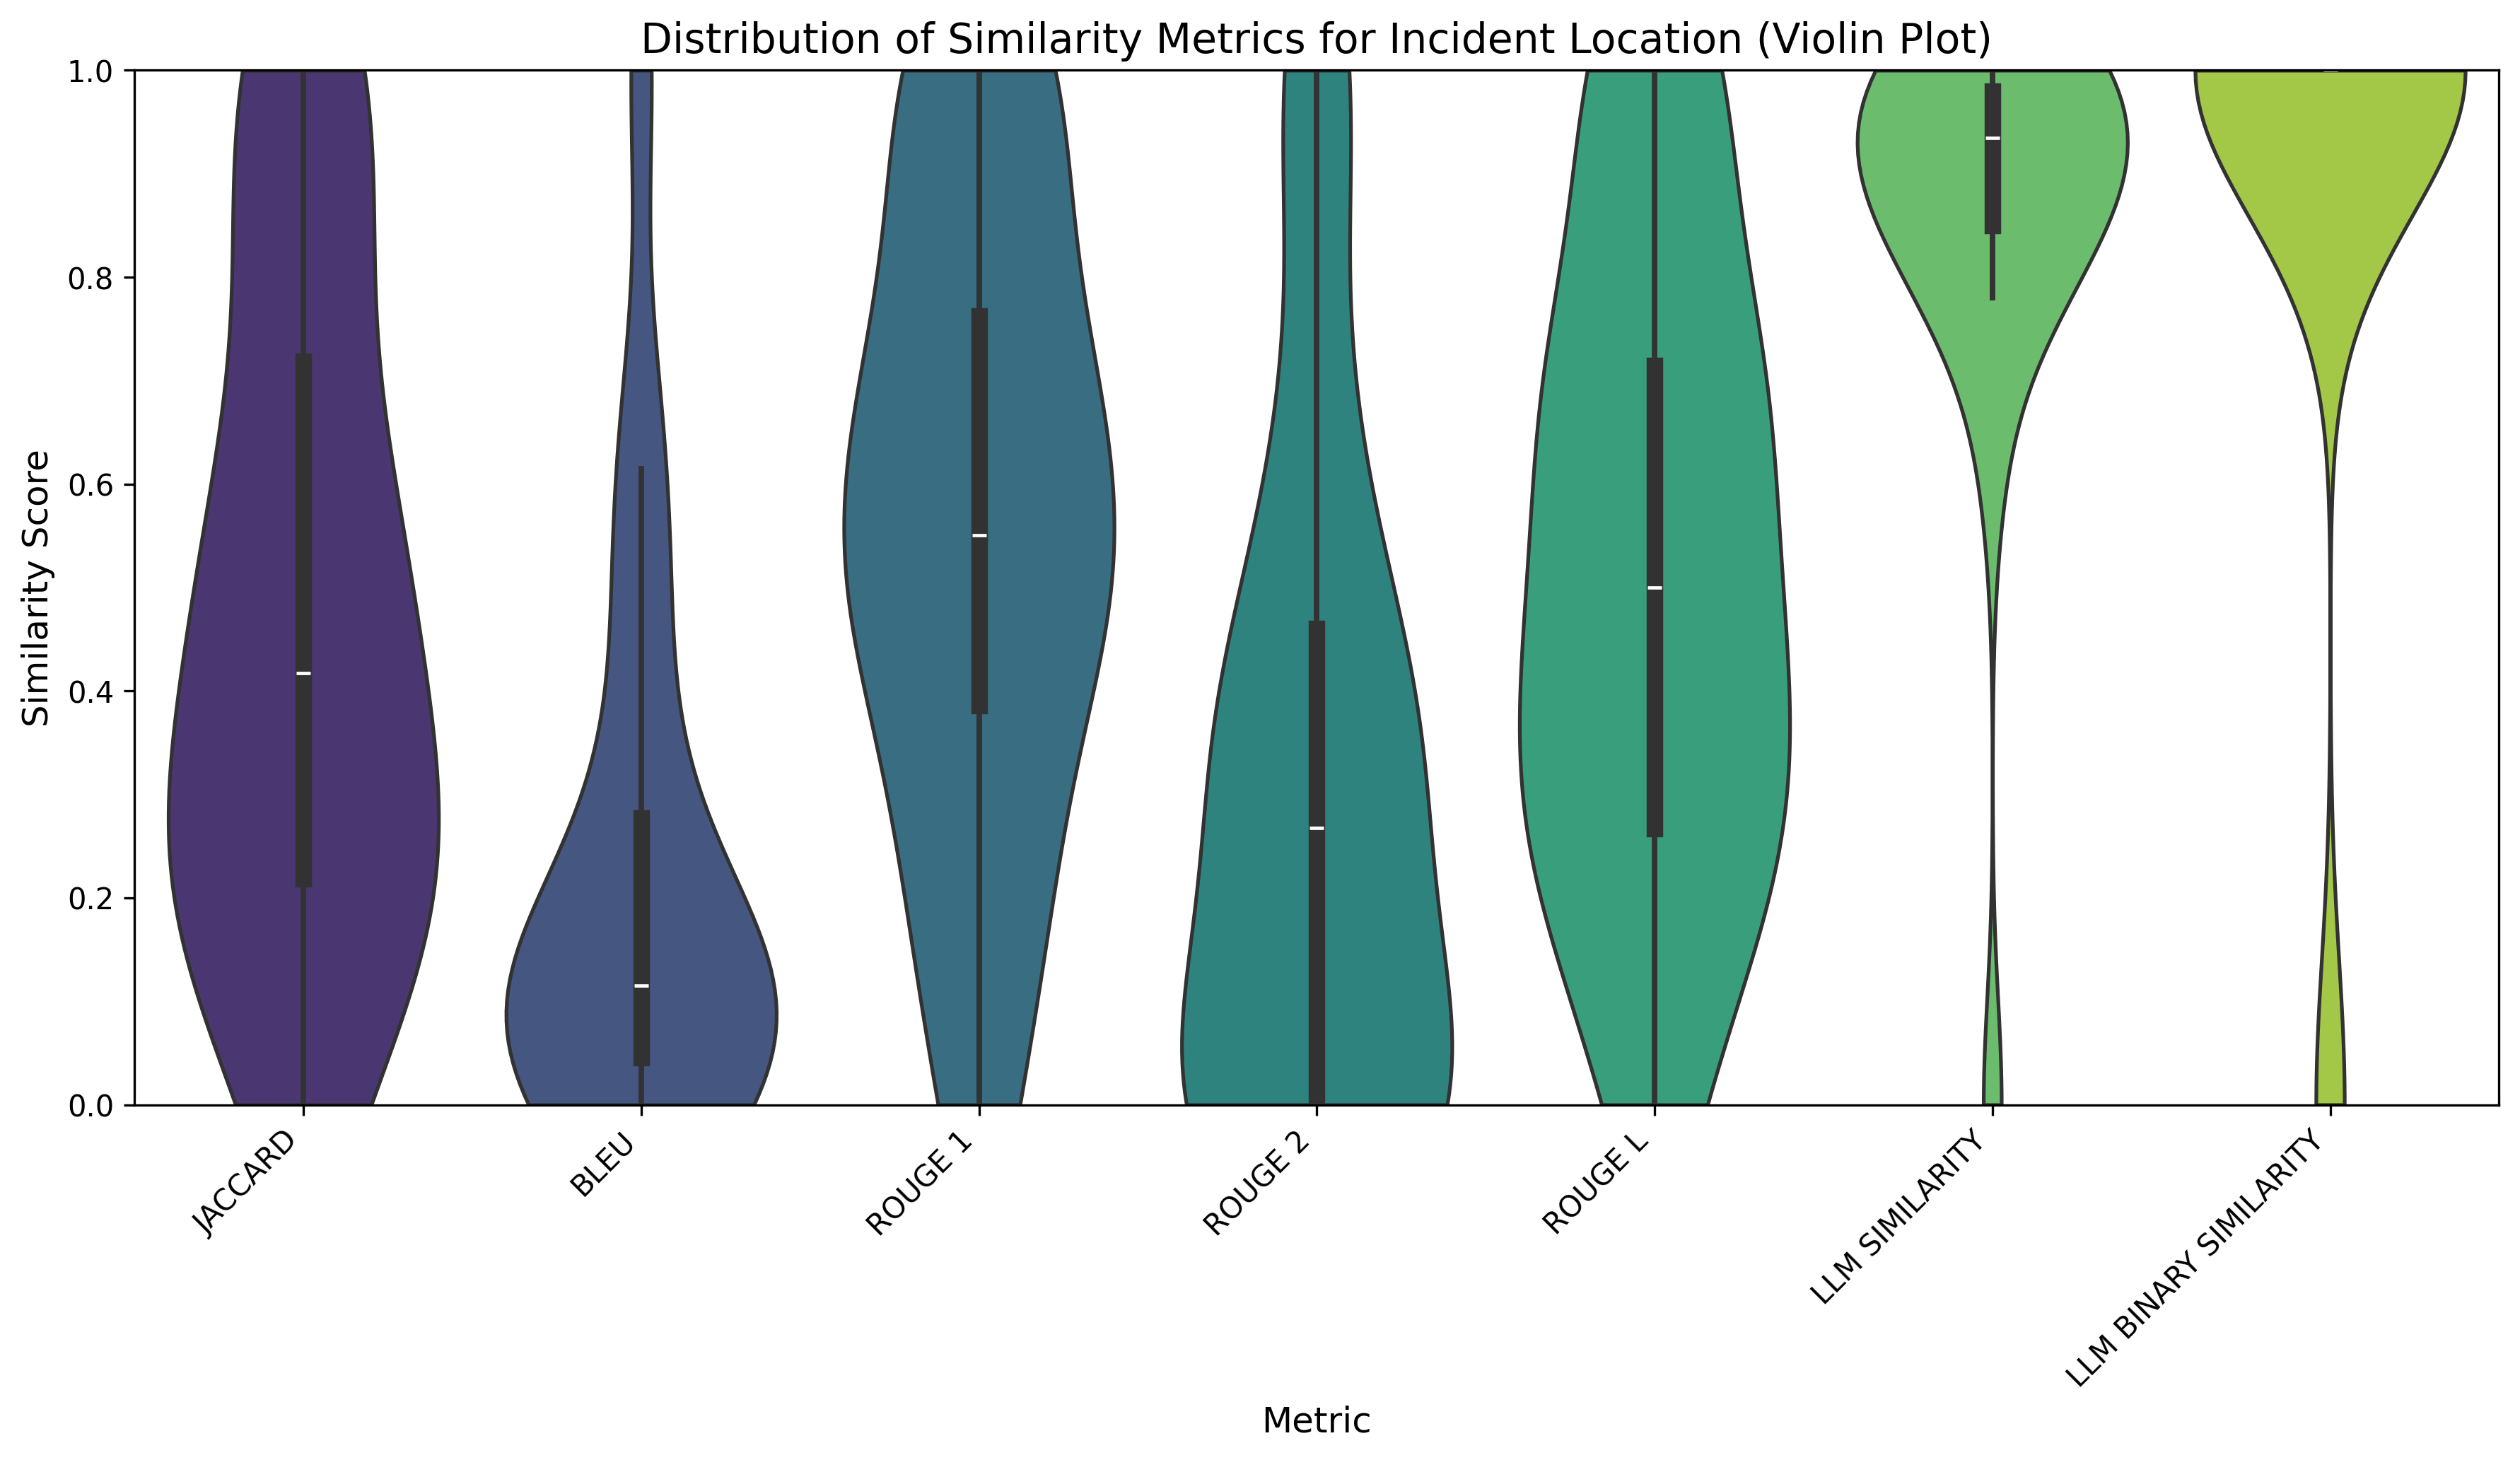 Distribution of Similarity Metrics for Incident Location (Violin Plot)
1.0
0.8
0.6
0.4
0.2
0.0
Similarity Score
JACCARD
BLEU
ROUGE 1
ROUGE 2
ROUGE L
LLM SIMILARITY
LLM BINARY SIMILARITY
Metric